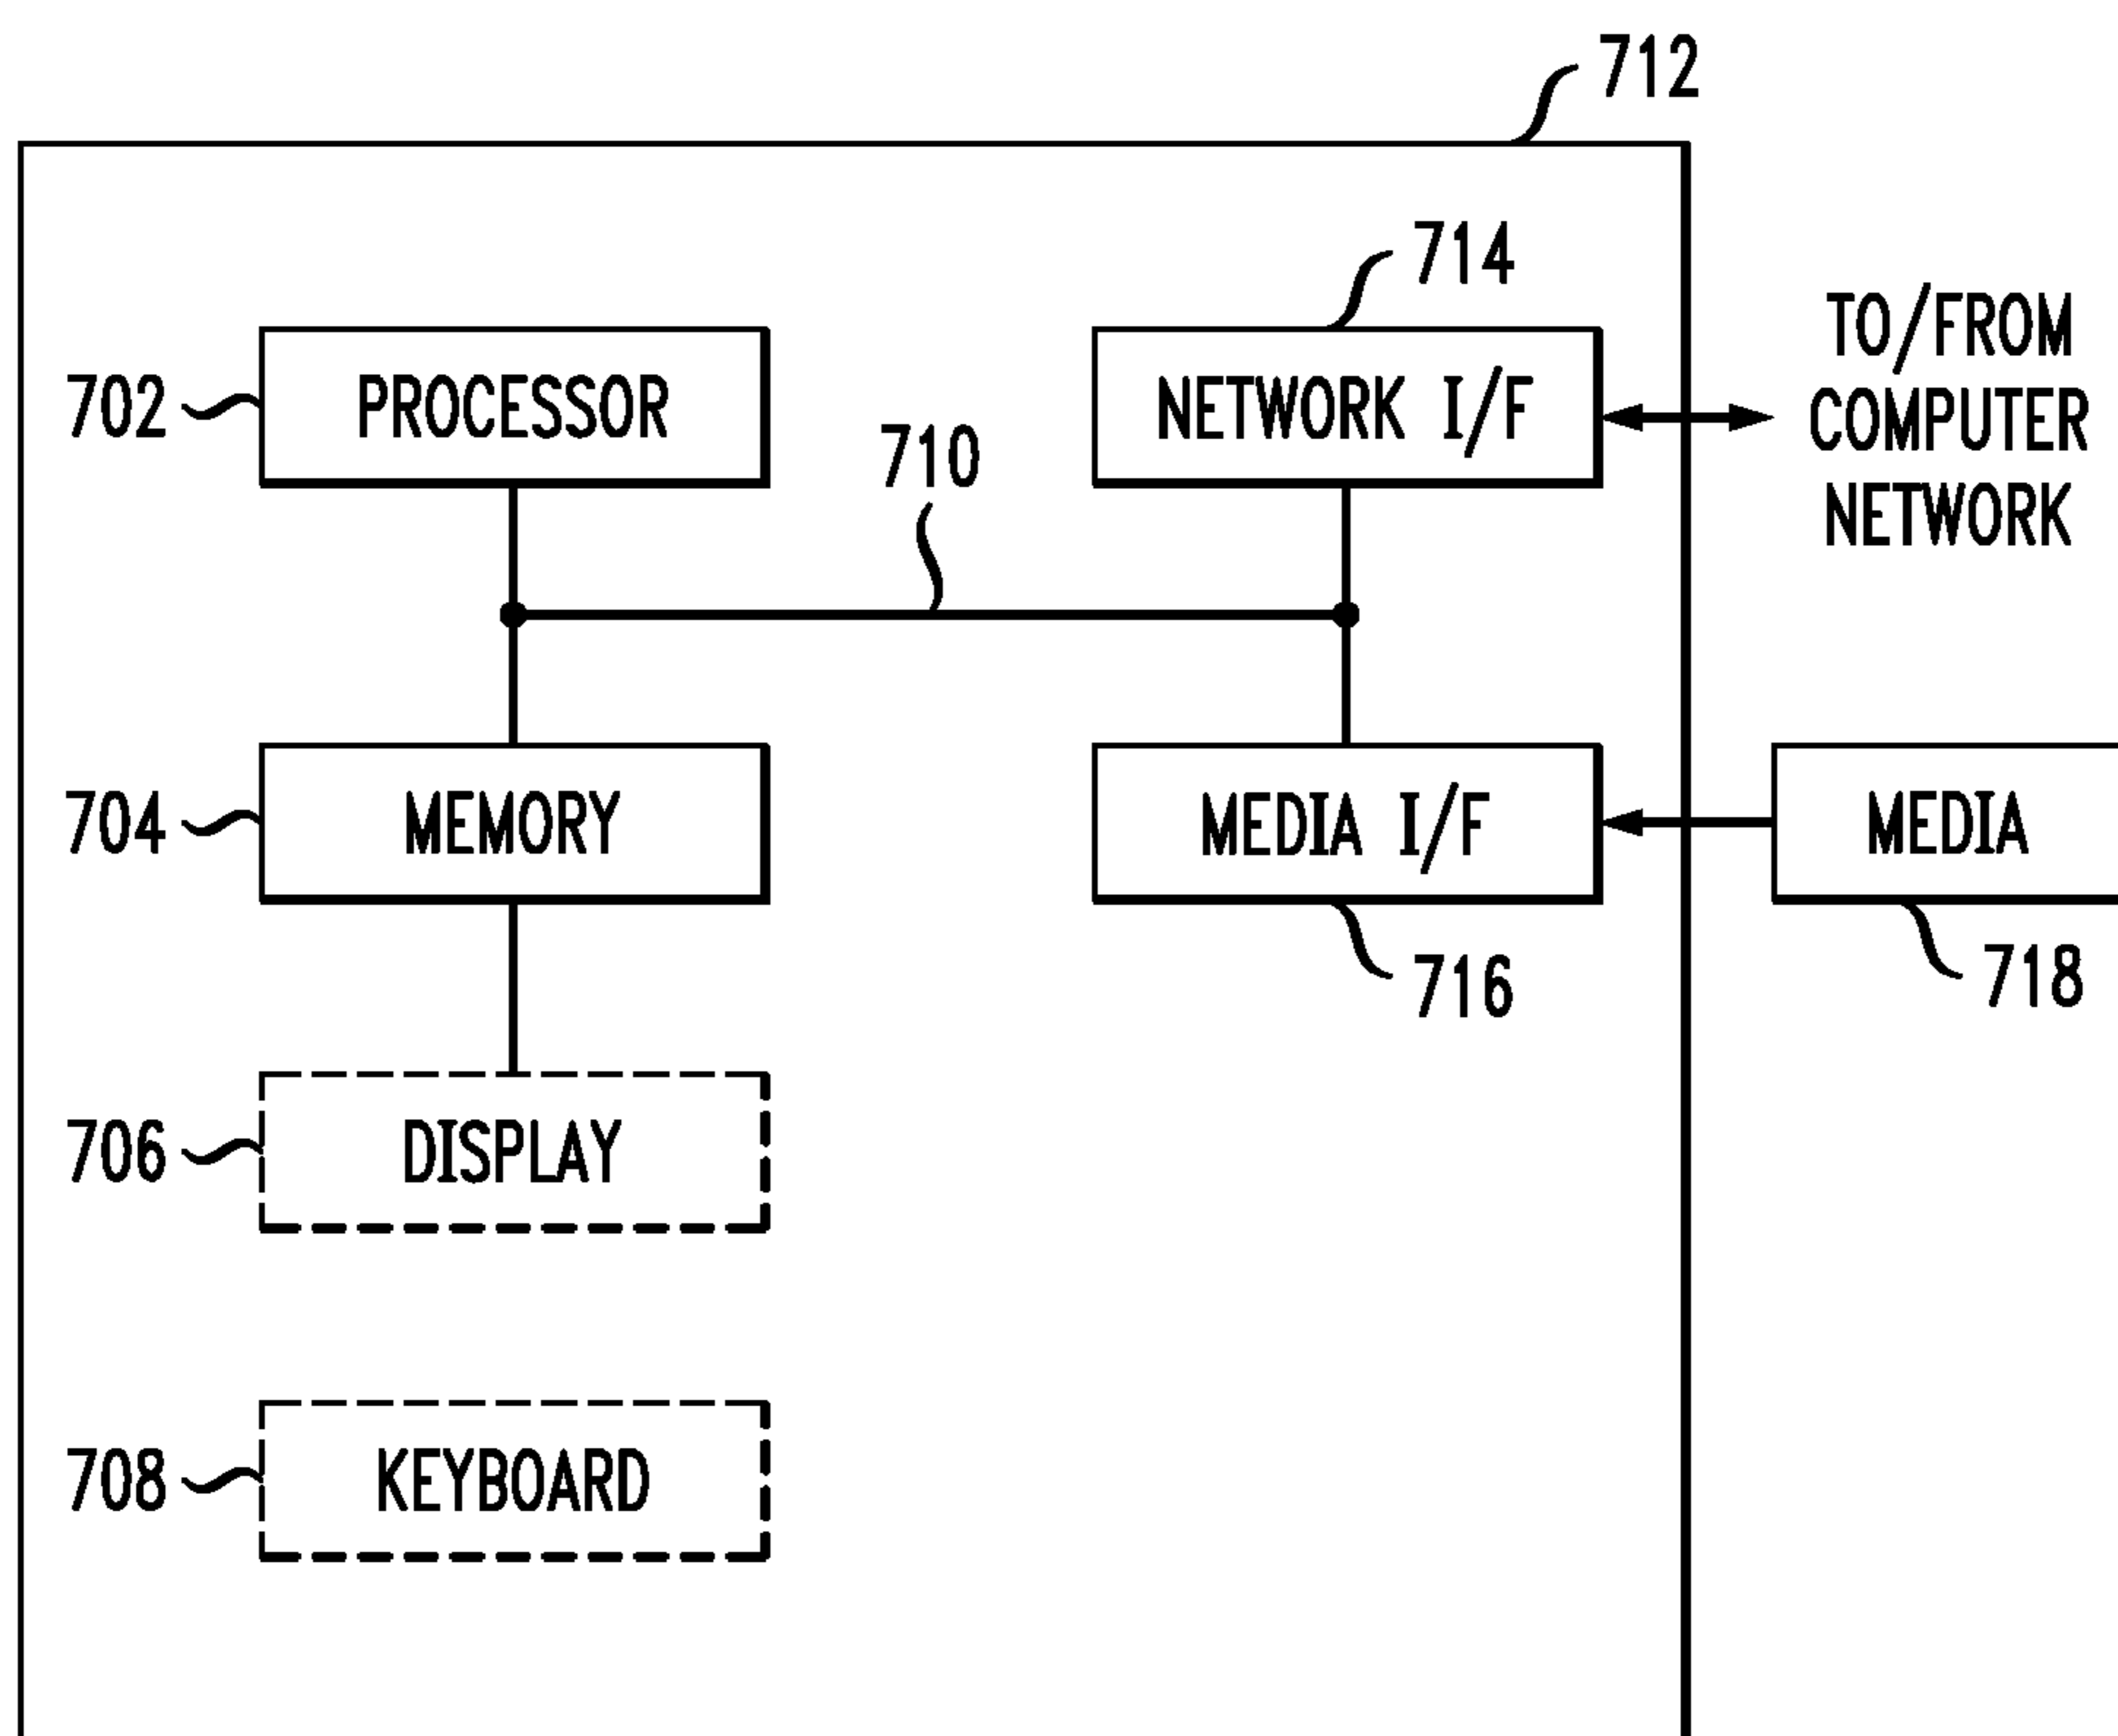 712
714
702
PROCESSOR
NETWORK I/F
TO/FROM
COMPUTER
NETWORK
710
704
MEMORY
MEDIA I/F
MEDIA
716
718
706
DISPLAY
708
KEYBOARD